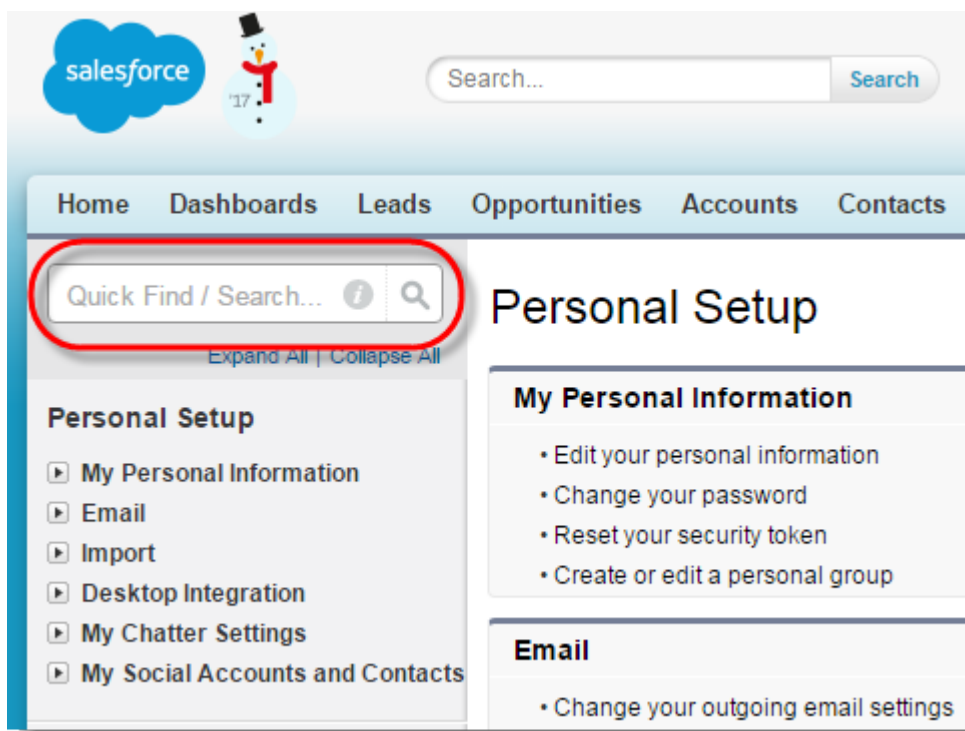 salesforce
'17
Search...
Search
Home Dashboards Leads Opportunities Accounts Contacts
Quick Find / Search... i
Expand All | Collapse All
Personal Setup
My Personal Information
Email
Import
Desktop Integration
My Chatter Settings
My Social Accounts and Contacts
Personal Setup
My Personal Information
• Edit your personal information
• Change your password
• Reset your security token
• Create or edit a personal group
Email
• Change your outgoing email settings